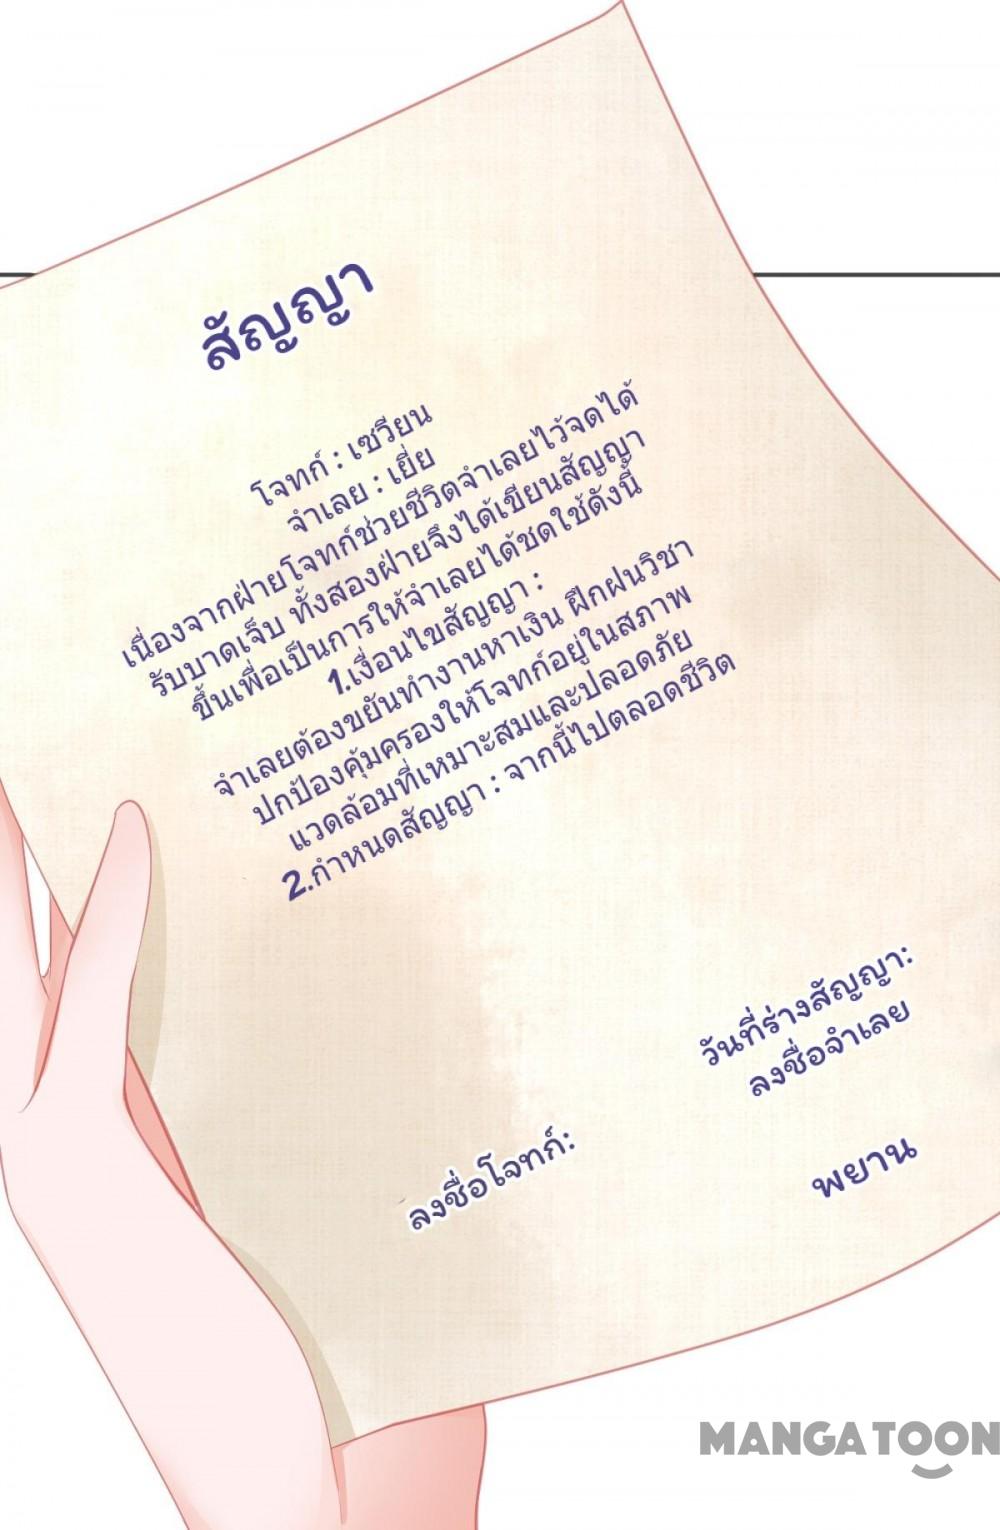 สัญญา
โจทก์ : เซวียน
จำเลย : เยี่ย
เนื่องจากฝ่ายโจทก์ช่วยชีวิตจำเลยไว้จดได้
รับบาดเจ็บ ทั้งสองฝ่ายจึงได้เขียนสัญญา
ขึ้นเพื่อเป็นการให้จำเลยได้ชดใช้ดังนี้
1.เงื่อนไขสัญญา :
จำเลยต้องขยันทำงานหาเงิน ฝึกฝนวิชา
ปกป้องคุ้มครองให้โจทก์อยู่ในสภาพ
แวดล้อมที่เหมาะสมและปลอดภัย
2.กำหนดสัญญา : จากนี้ไปตลอดชีวิต
วันที่ร่างสัญญา:
ลงชื่อจำเลย
ลงชื่อโจทก์:
พยาน
MANGATOON